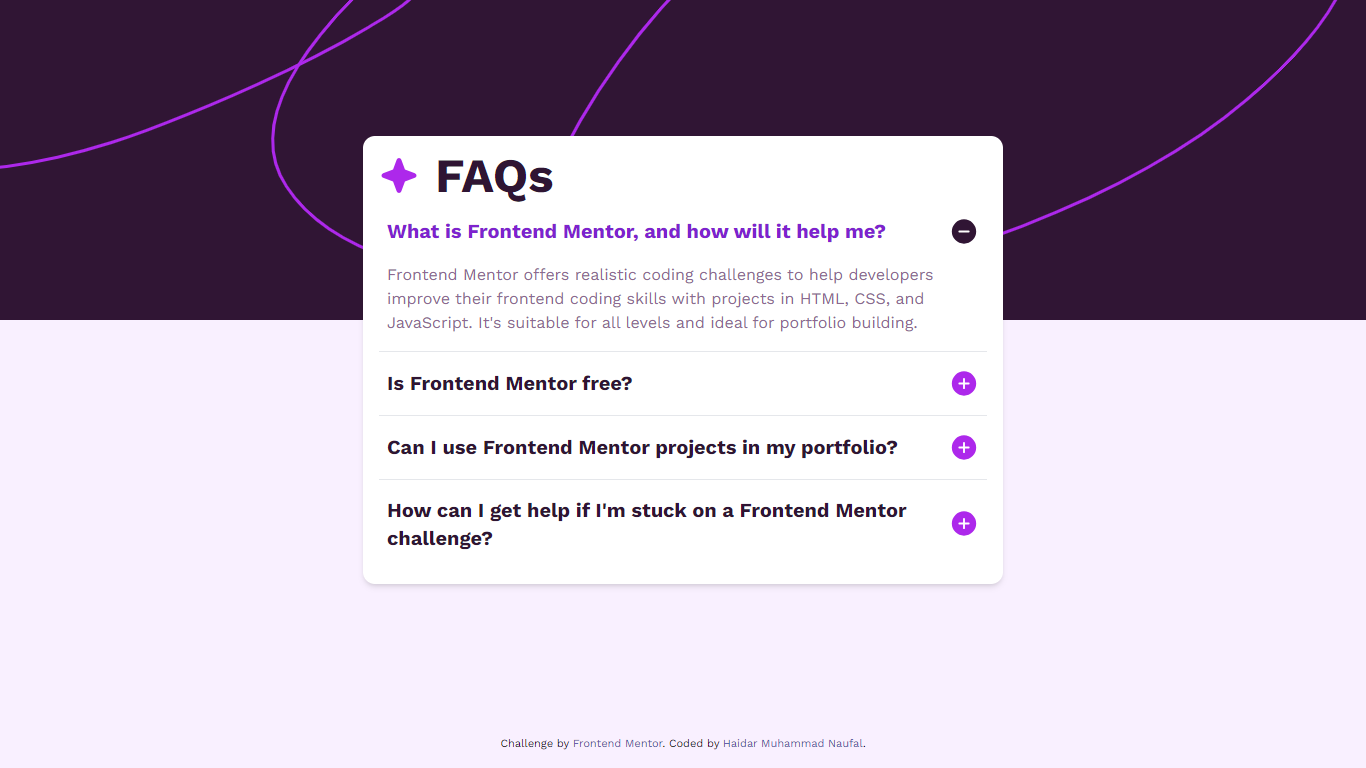 FAQs
What is Frontend Mentor, and how will it help me?
Frontend Mentor offers realistic coding challenges to help developers
improve their frontend coding skills with projects in HTML, CSS, and
JavaScript. It's suitable for all levels and ideal for portfolio building.
Is Frontend Mentor free?
Can I use Frontend Mentor projects in my portfolio?
How can I get help if I'm stuck on a Frontend Mentor
challenge?
Challenge by Frontend Mentor. Coded by Haidar Muhammad Naufal.